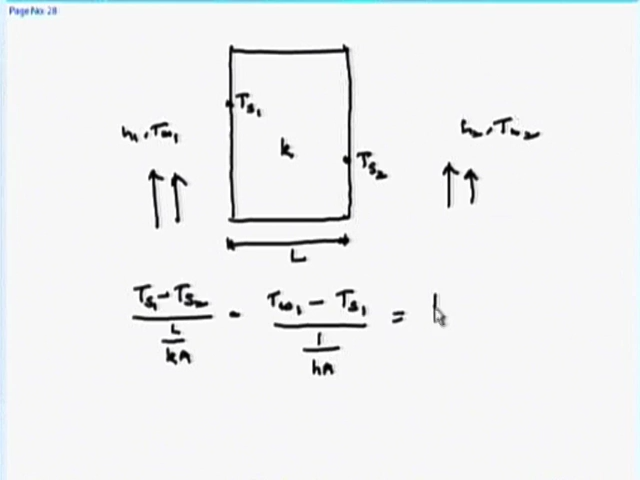 Page No: 28
Ts1
h1, T∞1
h2, T∞2
k
Ts2
L
Ts1 - Ts2 / (L / kA) - T∞1 - Ts1 / (1 / hA) =